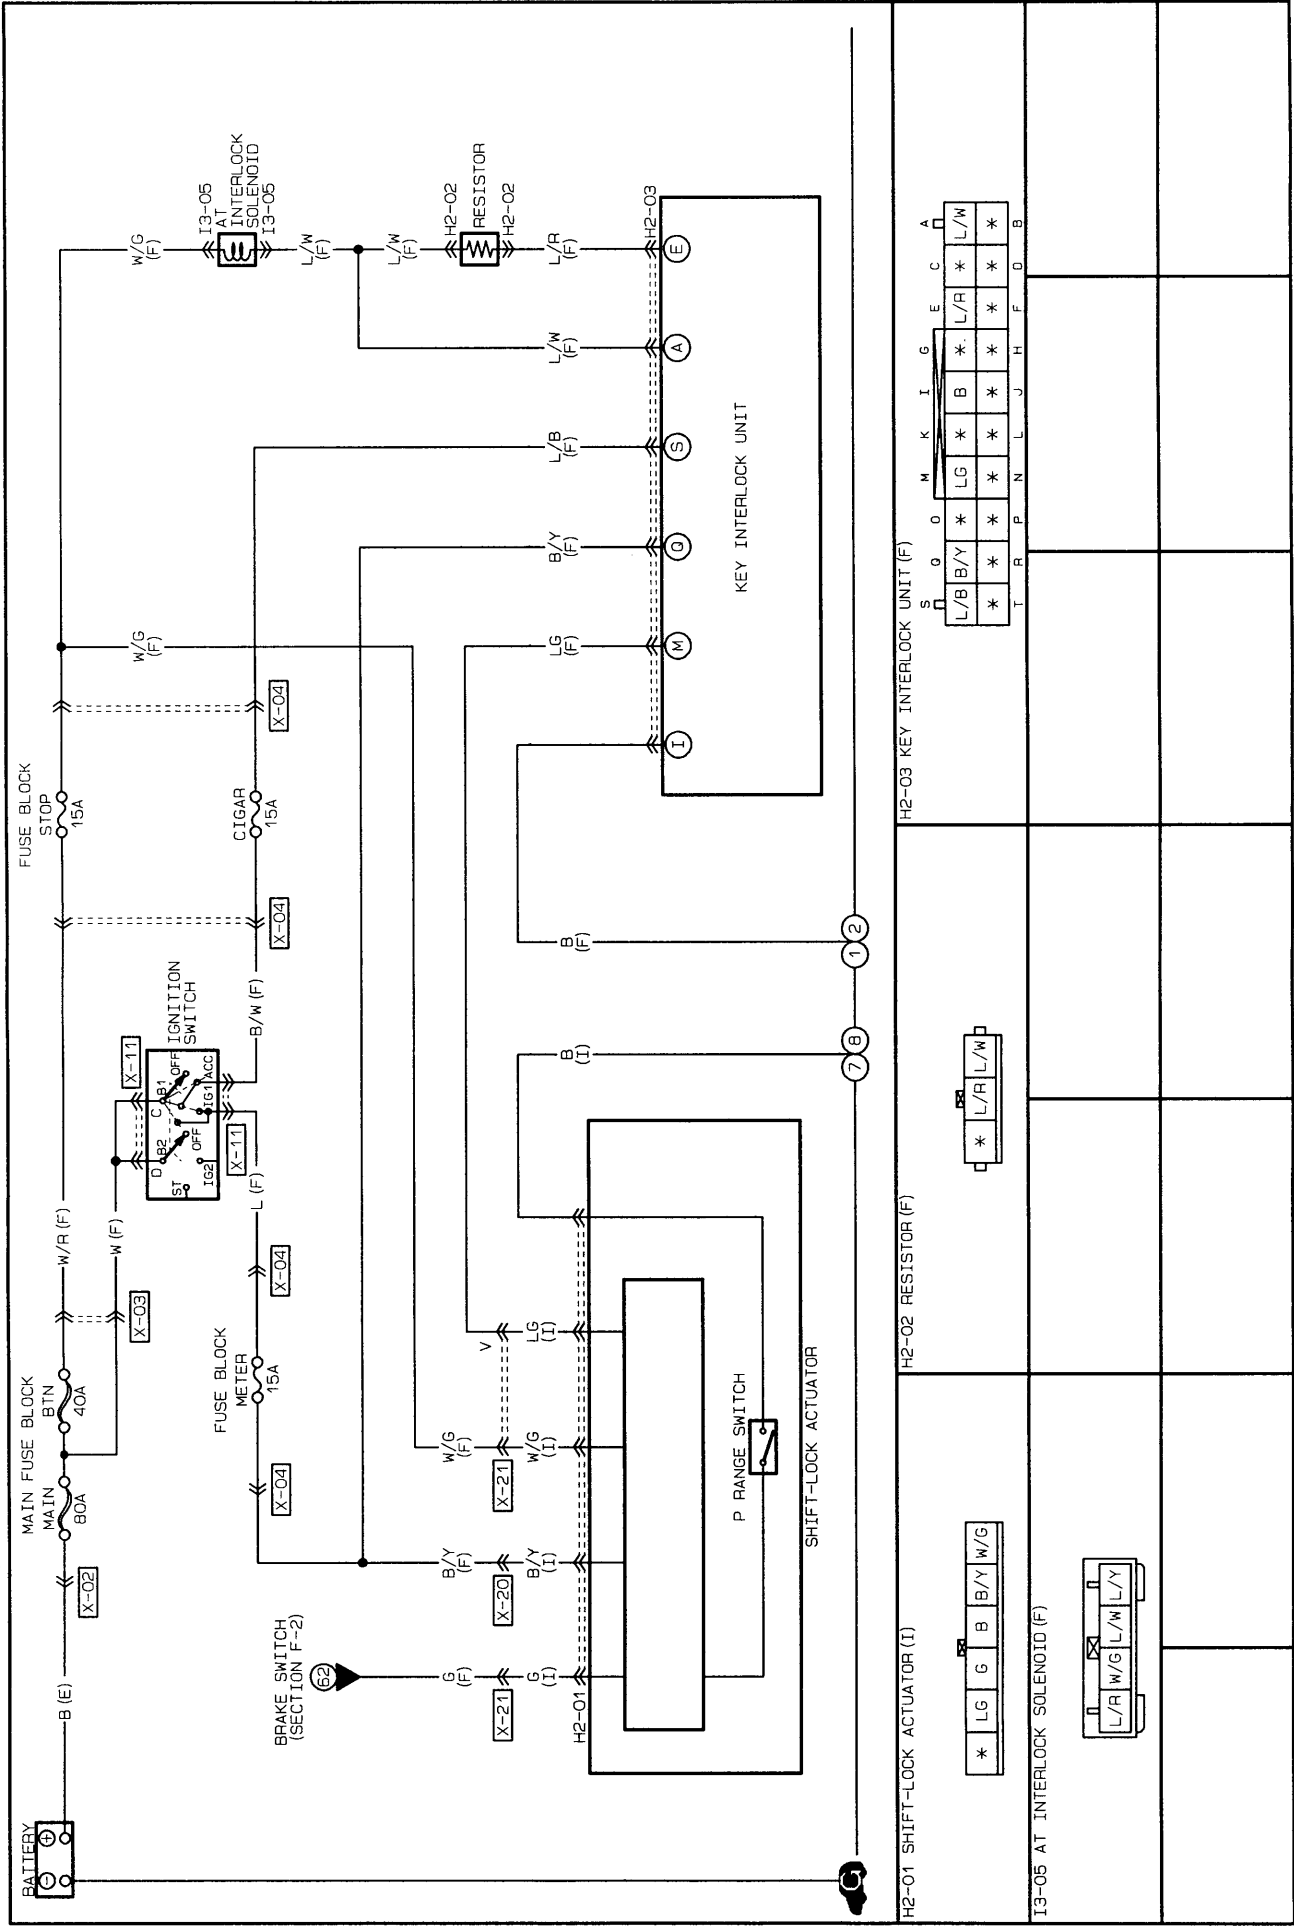 BATTERY
B (E)
X-02
MAIN FUSE BLOCK
MAIN
80A
BTN
40A
X-03
W/R (F)
W (F)
X-11
IGNITION
SWITCH
C
B1
OFF
ACC
IG1
D
B2
OFF
ST
IG2
X-11
B/W (F)
L (F)
X-04
FUSE BLOCK
METER
15A
X-04
FUSE BLOCK
STOP
15A
CIGAR
15A
X-04
X-04
W/G
(F)
W/G
(F)
I3-05
AT
INTERLOCK
SOLENOID
I3-05
L/W
(F)
L/W
(F)
H2-02
RESISTOR
H2-02
L/R
(F)
H2-03
L/W
(F)
L/B
(F)
B/Y
(F)
LG
(F)
E
A
S
Q
M
I
KEY INTERLOCK UNIT
B
(F)
1
2
B
(I)
7
8
BRAKE SWITCH
(SECTION F-2)
62
G
(F)
X-21
G
(I)
B/Y
(F)
X-20
B/Y
(I)
W/G
(F)
X-21
W/G
(I)
V
LG
(I)
H2-01
P RANGE SWITCH
SHIFT-LOCK ACTUATOR
H2-01 SHIFT-LOCK ACTUATOR (I)
* LG G B B/Y W/G
H2-02 RESISTOR (F)
* L/R L/W
H2-03 KEY INTERLOCK UNIT (F)
S Q O M K I G E C A
L/B B/Y * LG * B * L/R * L/W
* * * * * * * * * *
T R P N L J H F D B
I3-05 AT INTERLOCK SOLENOID (F)
L/R W/G L/W L/Y